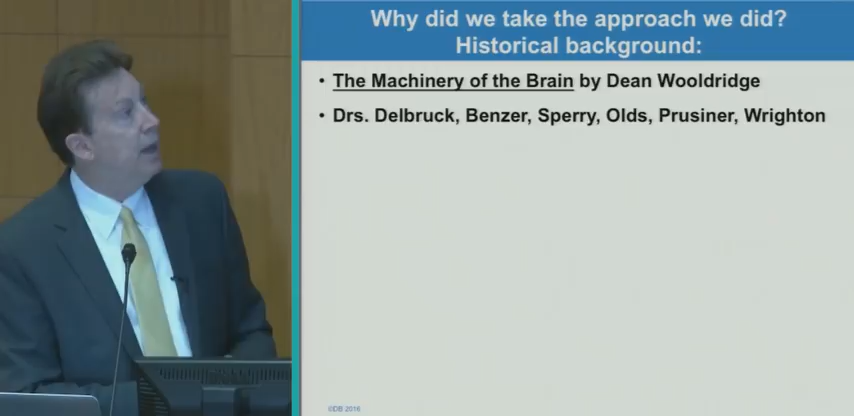 Why did we take the approach we did?
Historical background:
• The Machinery of the Brain by Dean Wooldridge
• Drs. Delbruck, Benzer, Sperry, Olds, Prusiner, Wrighton
©DB 2016